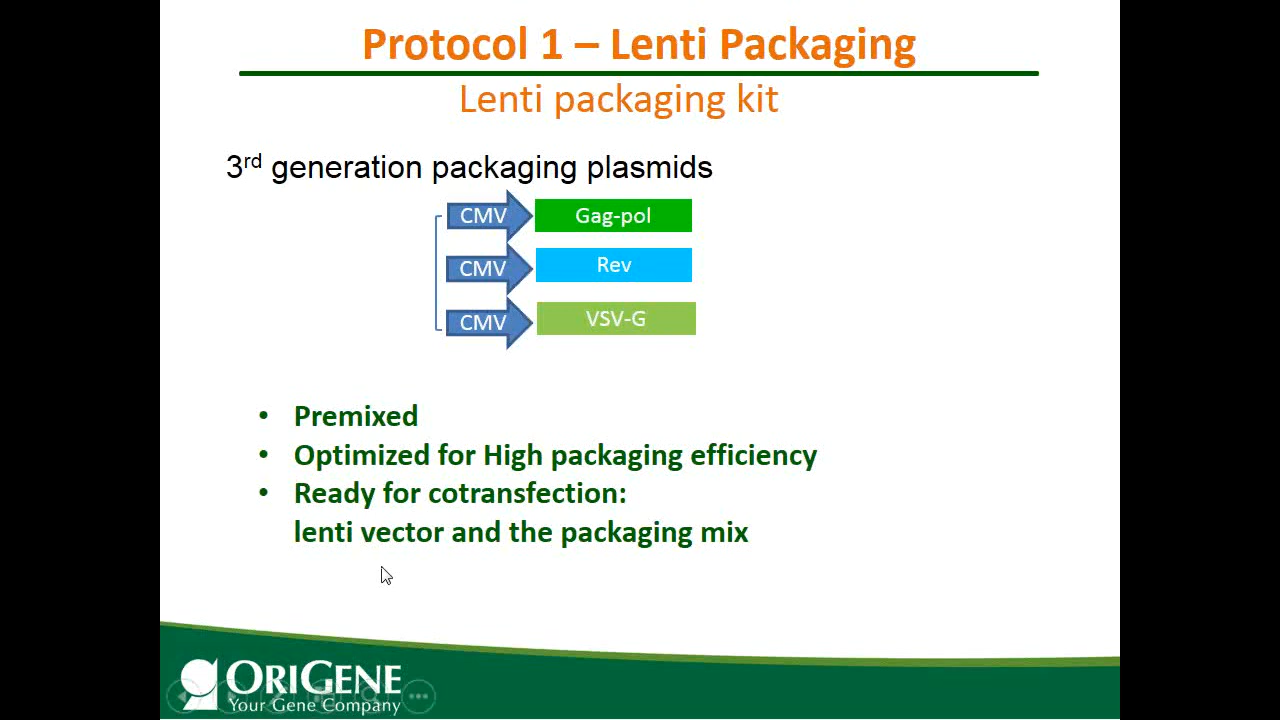 Protocol 1 – Lenti Packaging
Lenti packaging kit
3rd generation packaging plasmids
CMV Gag-pol
CMV Rev
CMV VSV-G
• Premixed
• Optimized for High packaging efficiency
• Ready for cotransfection:
lenti vector and the packaging mix
ORIGENE
Your Gene Company